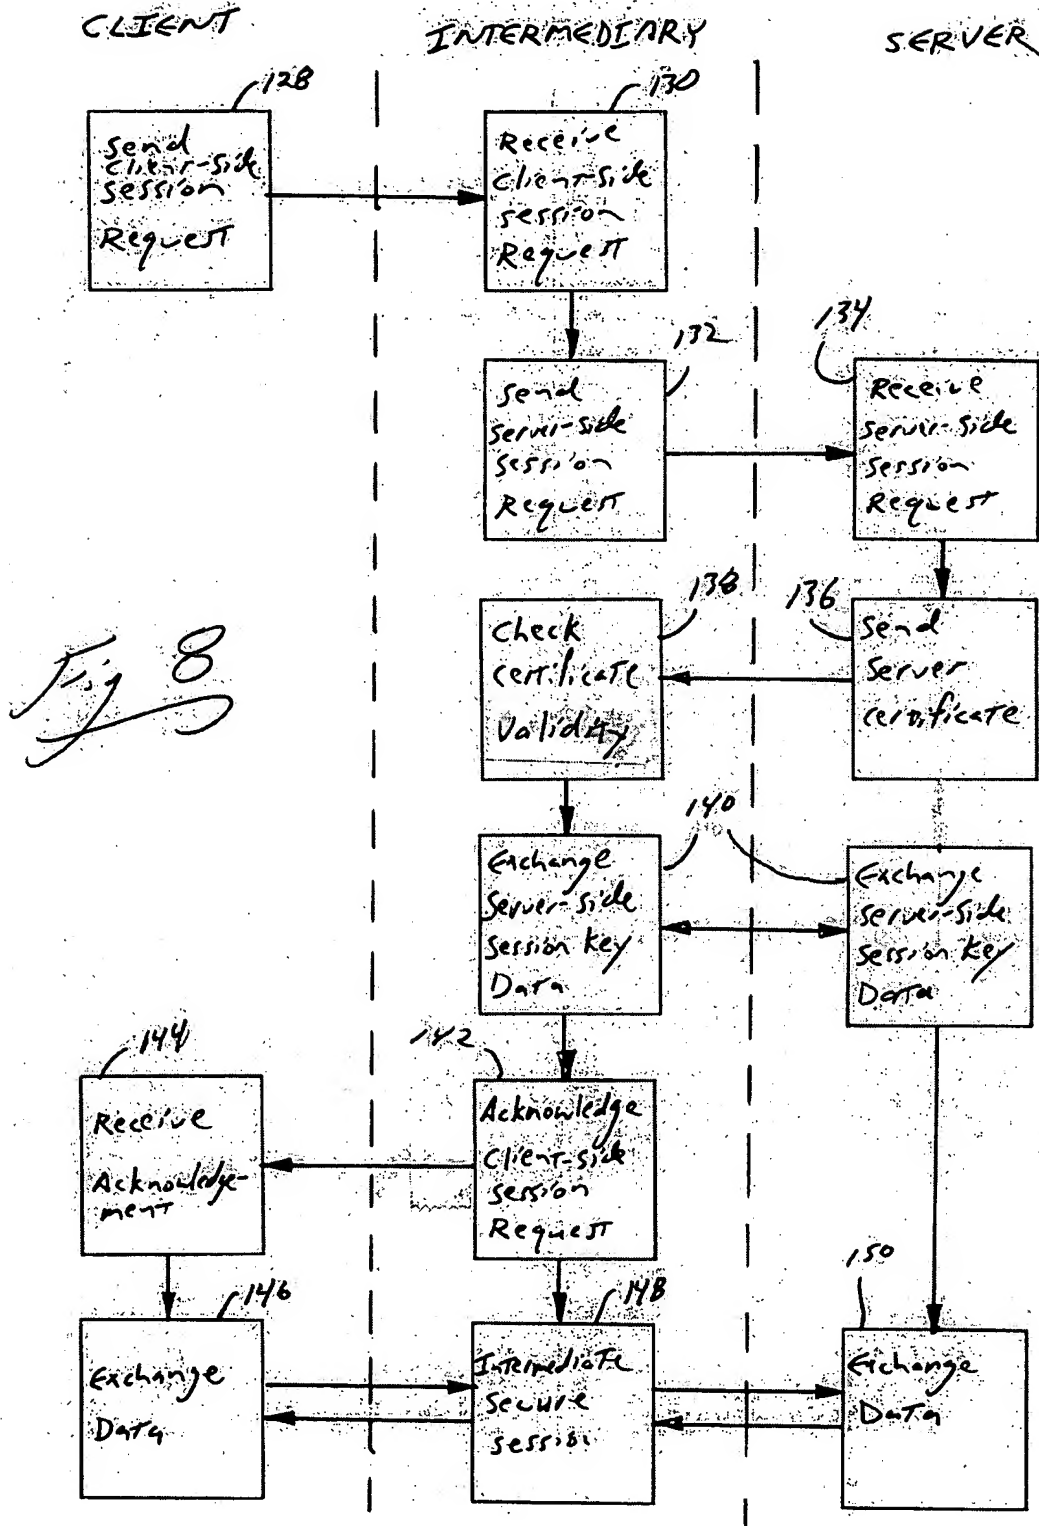 CLIENT
INTERMEDIARY
SERVER
128
130
Send
client-side
session
Request
Receive
client-side
session
Request
132
134
Send
server-side
session
Request
Receive
server-side
session
Request
138
136
Check
certificate
validity
Send
server
certificate
Fig 8
140
Exchange
server-side
session key
Data
Exchange
server-side
session key
Data
144
142
Receive
Acknowledge-
ment
Acknowledge
client-side
session
Request
146
148
150
Exchange
Data
Intermediate
secure
session
Exchange
Data